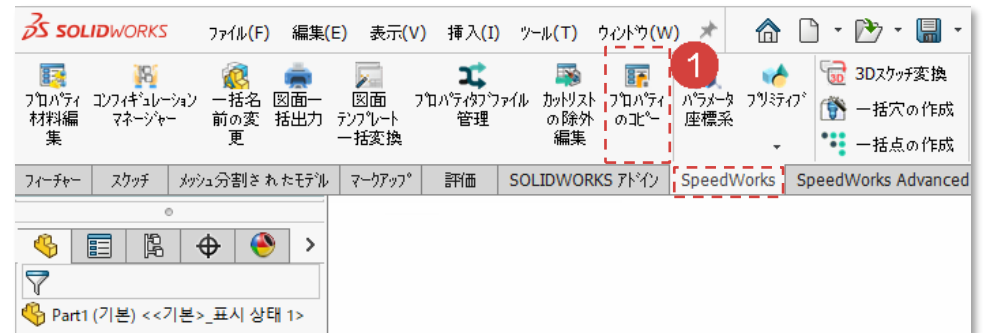 SOLIDWORKS ファイル(F) 編集(E) 表示(V) 挿入(I) ツール(T) ウィンドウ(W)
1
プロパティ
材料編
集
コンフィギュレーション
マネージャー
一括名
前の変
更
図面一
括出力
図面
テンプレート
一括変換
プロパティタブファイル
管理
カットリスト
の除外
編集
プロパティ
のコピー
パラメータ
座標系
プリミティブ
3Dスケッチ変換
一括穴の作成
一括点の作成
フィーチャー スケッチ メッシュ分割されたモデル マークアップ 評価 SOLIDWORKS アドイン SpeedWorks SpeedWorks Advanced
Part1 (기본) <<기본>_표시 상태 1>